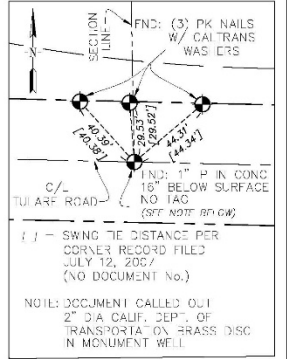 FND: (3) PK NAILS
W/ CALTRANS
WASHERS
SECTION
LINE
N
40.39'
[40.38']
29.53'
[29.52']
44.31'
[44.34']
C/L
TULARE ROAD
FND: 1" P IN CONC
16" BELOW SURFACE
NO TAG
(SEE NOTE BELOW)
[ ] - SWING TIE DISTANCE PER
CORNER RECORD FILED
JULY 12, 2007
(NO DOCUMENT No.)
NOTE: DOCUMENT CALLED OUT
2" DIA CALIF. DEPT. OF
TRANSPORTATION BRASS DISC
IN MONUMENT WELL